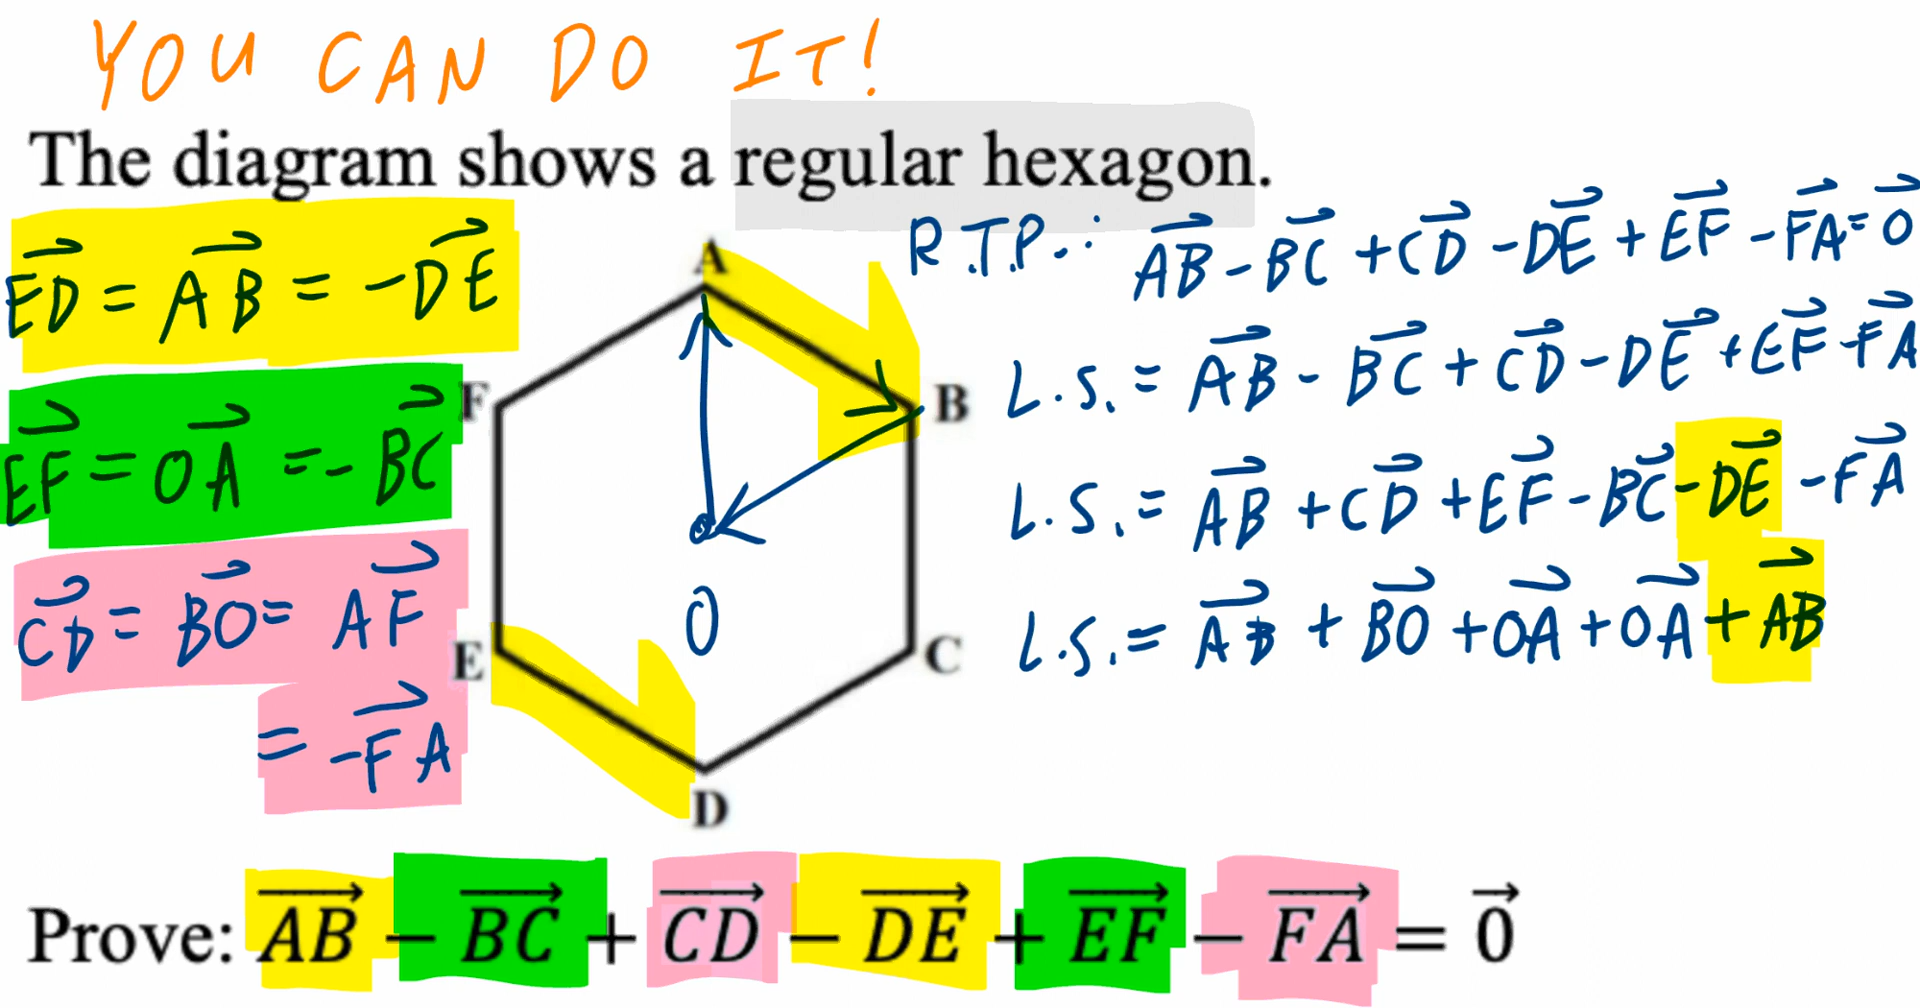 YOU CAN DO IT!
The diagram shows a regular hexagon.
R.T.P.: AB⃗ - BC⃗ + CD⃗ - DE⃗ + EF⃗ - FA⃗ = 0⃗
ED⃗ = AB⃗ = -DE⃗
A
L.S. = AB⃗ - BC⃗ + CD⃗ - DE⃗ + EF⃗ - FA⃗
EF⃗ = OA⃗ = -BC⃗
F
B
L.S. = AB⃗ + CD⃗ + EF⃗ - BC⃗ - DE⃗ - FA⃗
CD⃗ = BO⃗ = AF⃗
= -FA⃗
O
E
C
L.S. = AB⃗ + BO⃗ + OA⃗ + OA⃗ + AB⃗
D
Prove: AB⃗ - BC⃗ + CD⃗ - DE⃗ + EF⃗ - FA⃗ = 0⃗